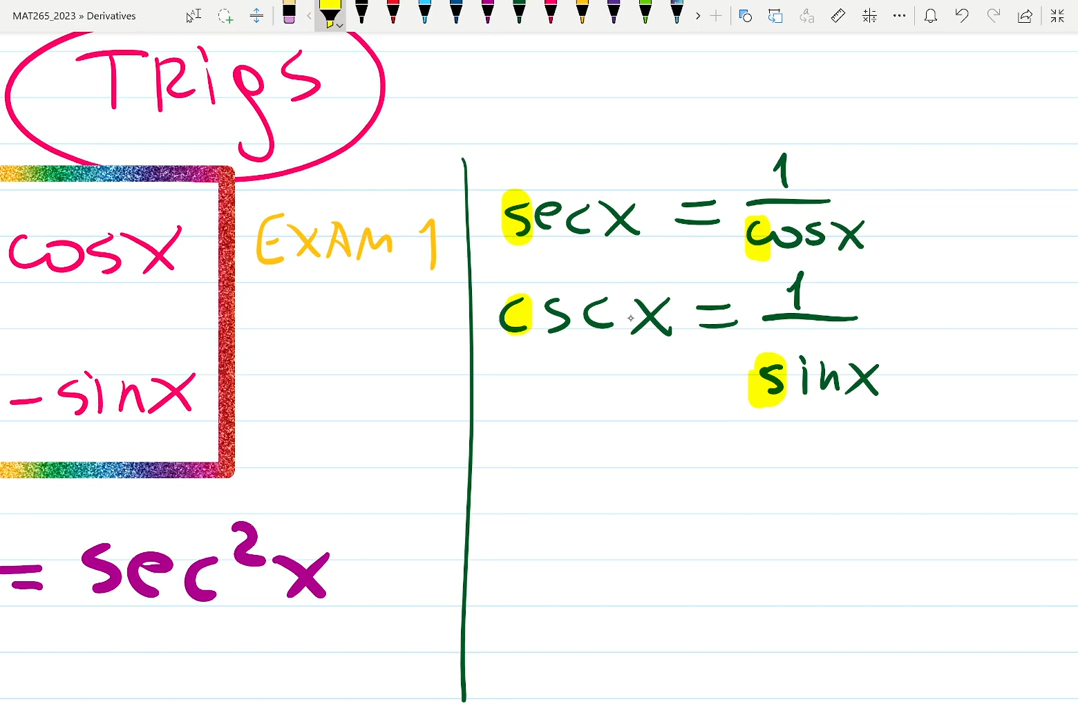 MAT265_2023 » Derivatives
TRigs
cosx
EXAM 1
-sinx
= sec²x
secx = 1/cosx
cscx = 1/sinx